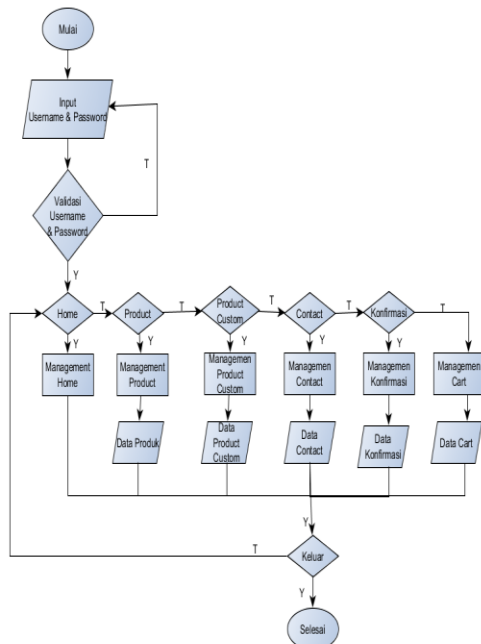 Mulai
Input
Username & Password
T
Validasi
Username
& Password
Y
Home
T
Product
T
Product
Custom
T
Contact
T
Konfirmasi
T
Y
Y
Y
Y
Y
Management
Home
Management
Product
Managemen
Product
Custom
Managemen
Contact
Managemen
Konfirmasi
Managemen
Cart
Data Produk
Data
Product
Custom
Data
Contact
Data
Konfirmasi
Data Cart
Y
T
Keluar
Y
Selesai